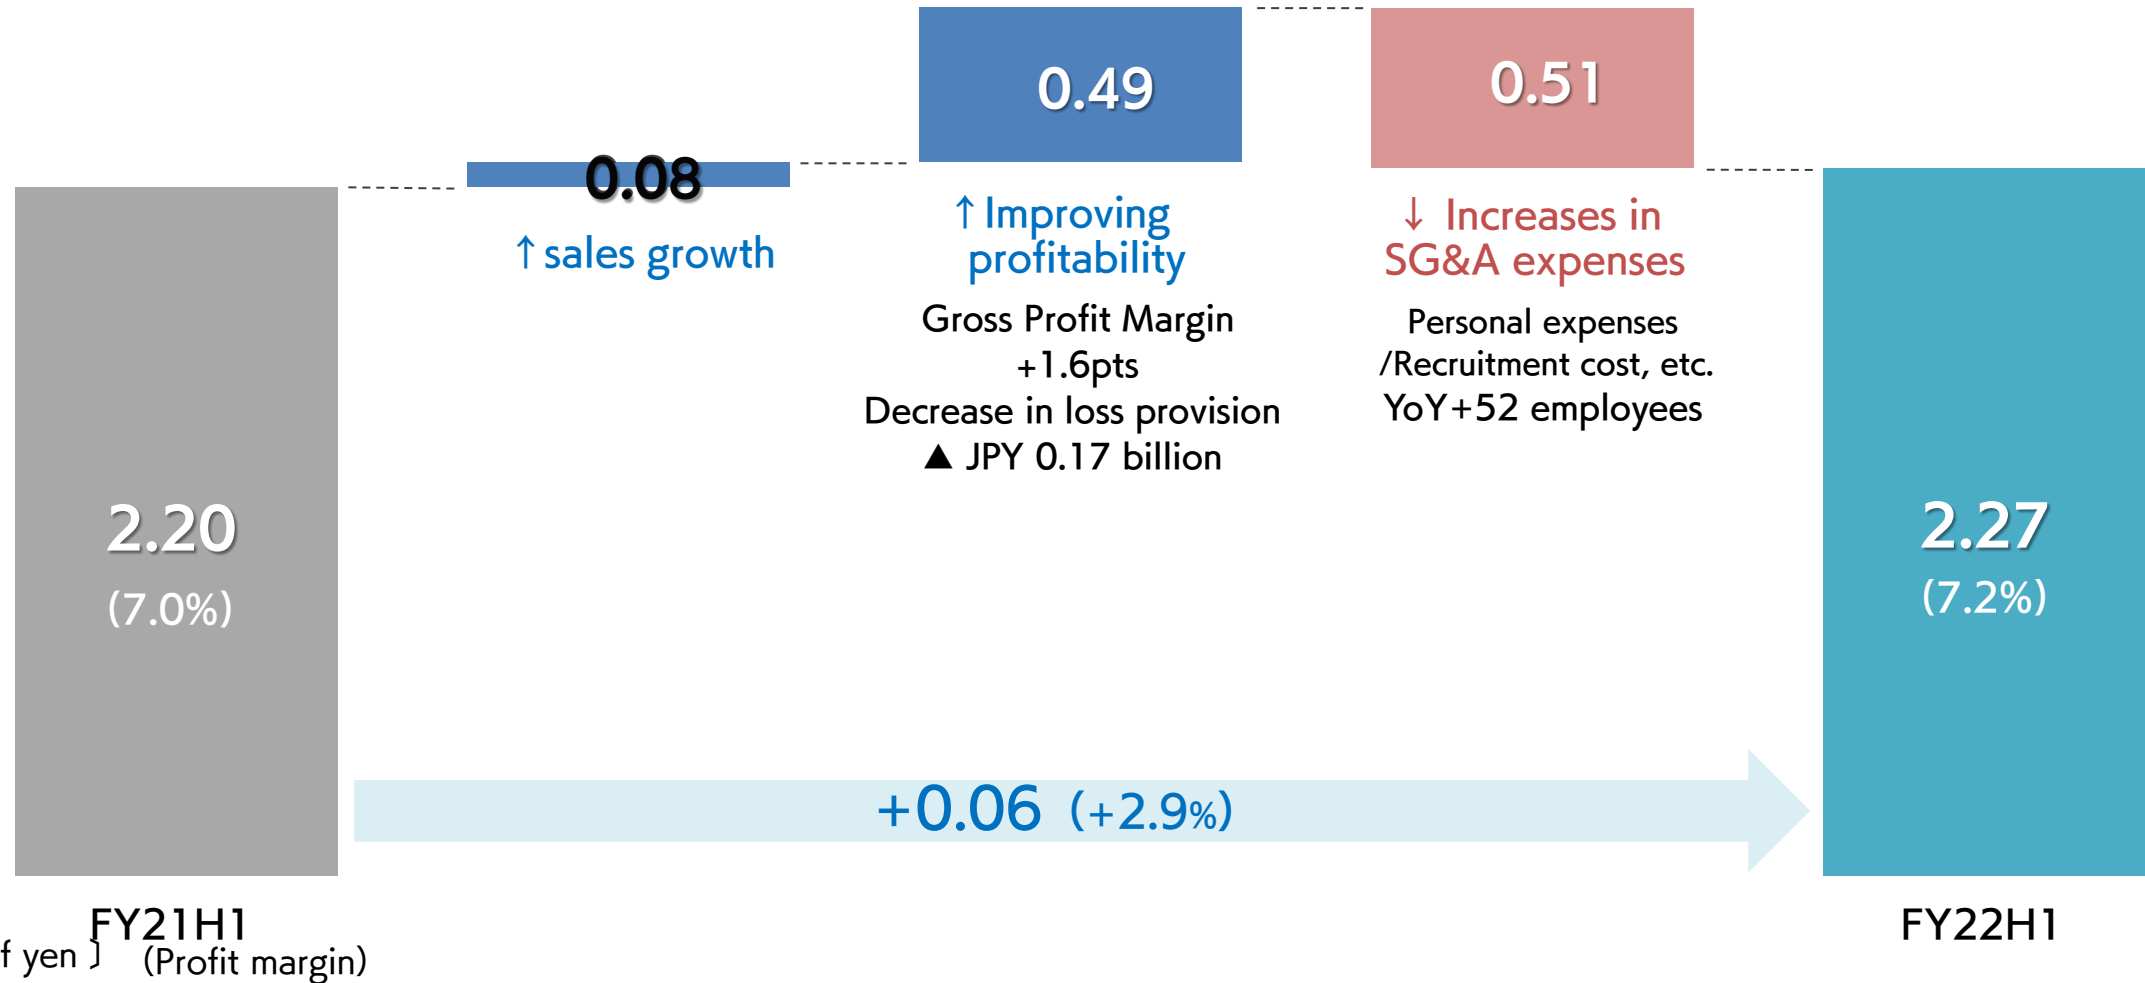 0.49
0.51
0.08
↑ sales growth
↑ Improving
profitability
Gross Profit Margin
+1.6pts
Decrease in loss provision
▲ JPY 0.17 billion
↓ Increases in
SG&A expenses
Personal expenses
/Recruitment cost, etc.
YoY+52 employees
2.20
(7.0%)
2.27
(7.2%)
+0.06 (+2.9%)
FY21H1
FY22H1
f yen 〕 (Profit margin)